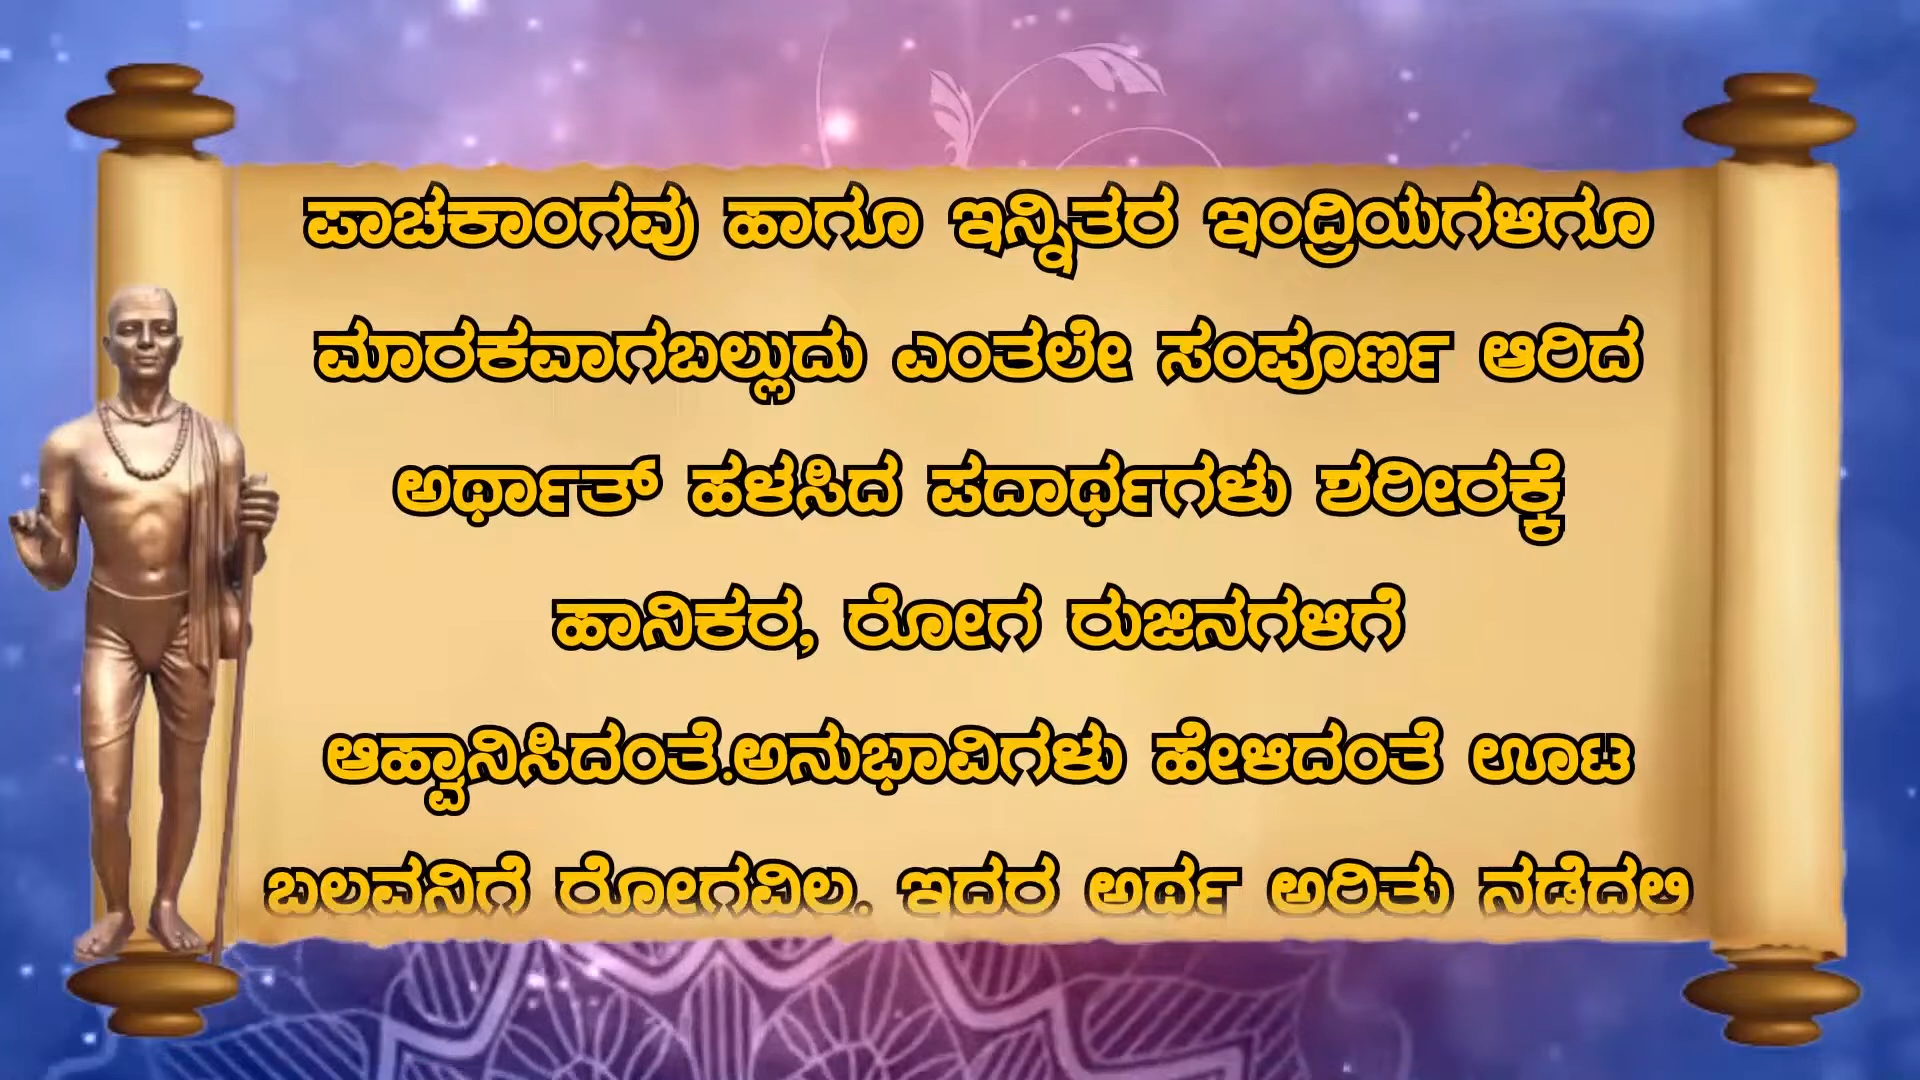 ಪಾಚಕಾಂಗವು ಹಾಗೂ ಇನ್ನಿತರ ಇಂದ್ರಿಯಗಳಿಗೂ
ಮಾರಕವಾಗಬಲ್ಲುದು ಎಂತಲೇ ಸಂಪೂರ್ಣ ಆರಿದ
ಅರ್ಥಾತ್ ಹಳಸಿದ ಪದಾರ್ಥಗಳು ಶರೀರಕ್ಕೆ
ಹಾನಿಕರ, ರೋಗ ರುಜಿನಗಳಿಗೆ
ಆಹ್ವಾನಿಸಿದಂತೆ.ಅನುಭಾವಿಗಳು ಹೇಳಿದಂತೆ ಊಟ
ಬಲ್ಲವನಿಗೆ ರೋಗವಿಲ್ಲ. ಇದರ ಅರ್ಥ ಅರಿತು ನಡೆದಲ್ಲಿ